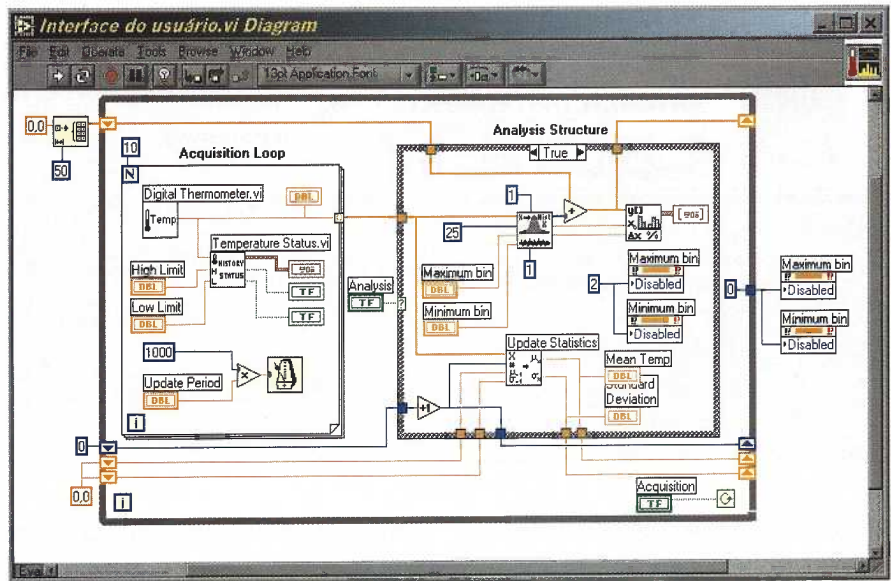 Interface do usuário.vi Diagram
File Edit Operate Tools Browse Window Help
13pt Application Font
0,0
50
Acquisition Loop
10
N
Digital Thermometer.vi
Temp
DBL
Temperature Status.vi
HISTORY
STATUS
H
L
High Limit
DBL
Low Limit
DBL
TF
TF
1000
Update Period
DBL
×
i
Analysis
TF
?
Analysis Structure
True
1
25
1
+
y[]
Maximum bin
DBL
Minimum bin
DBL
2
Maximum bin
Disabled
Minimum bin
Disabled
Update Statistics
Mean Temp
DBL
Standard
Deviation
DBL
+1
0
Maximum bin
Disabled
Minimum bin
Disabled
0
0,0
i
Acquisition
TF
Eval